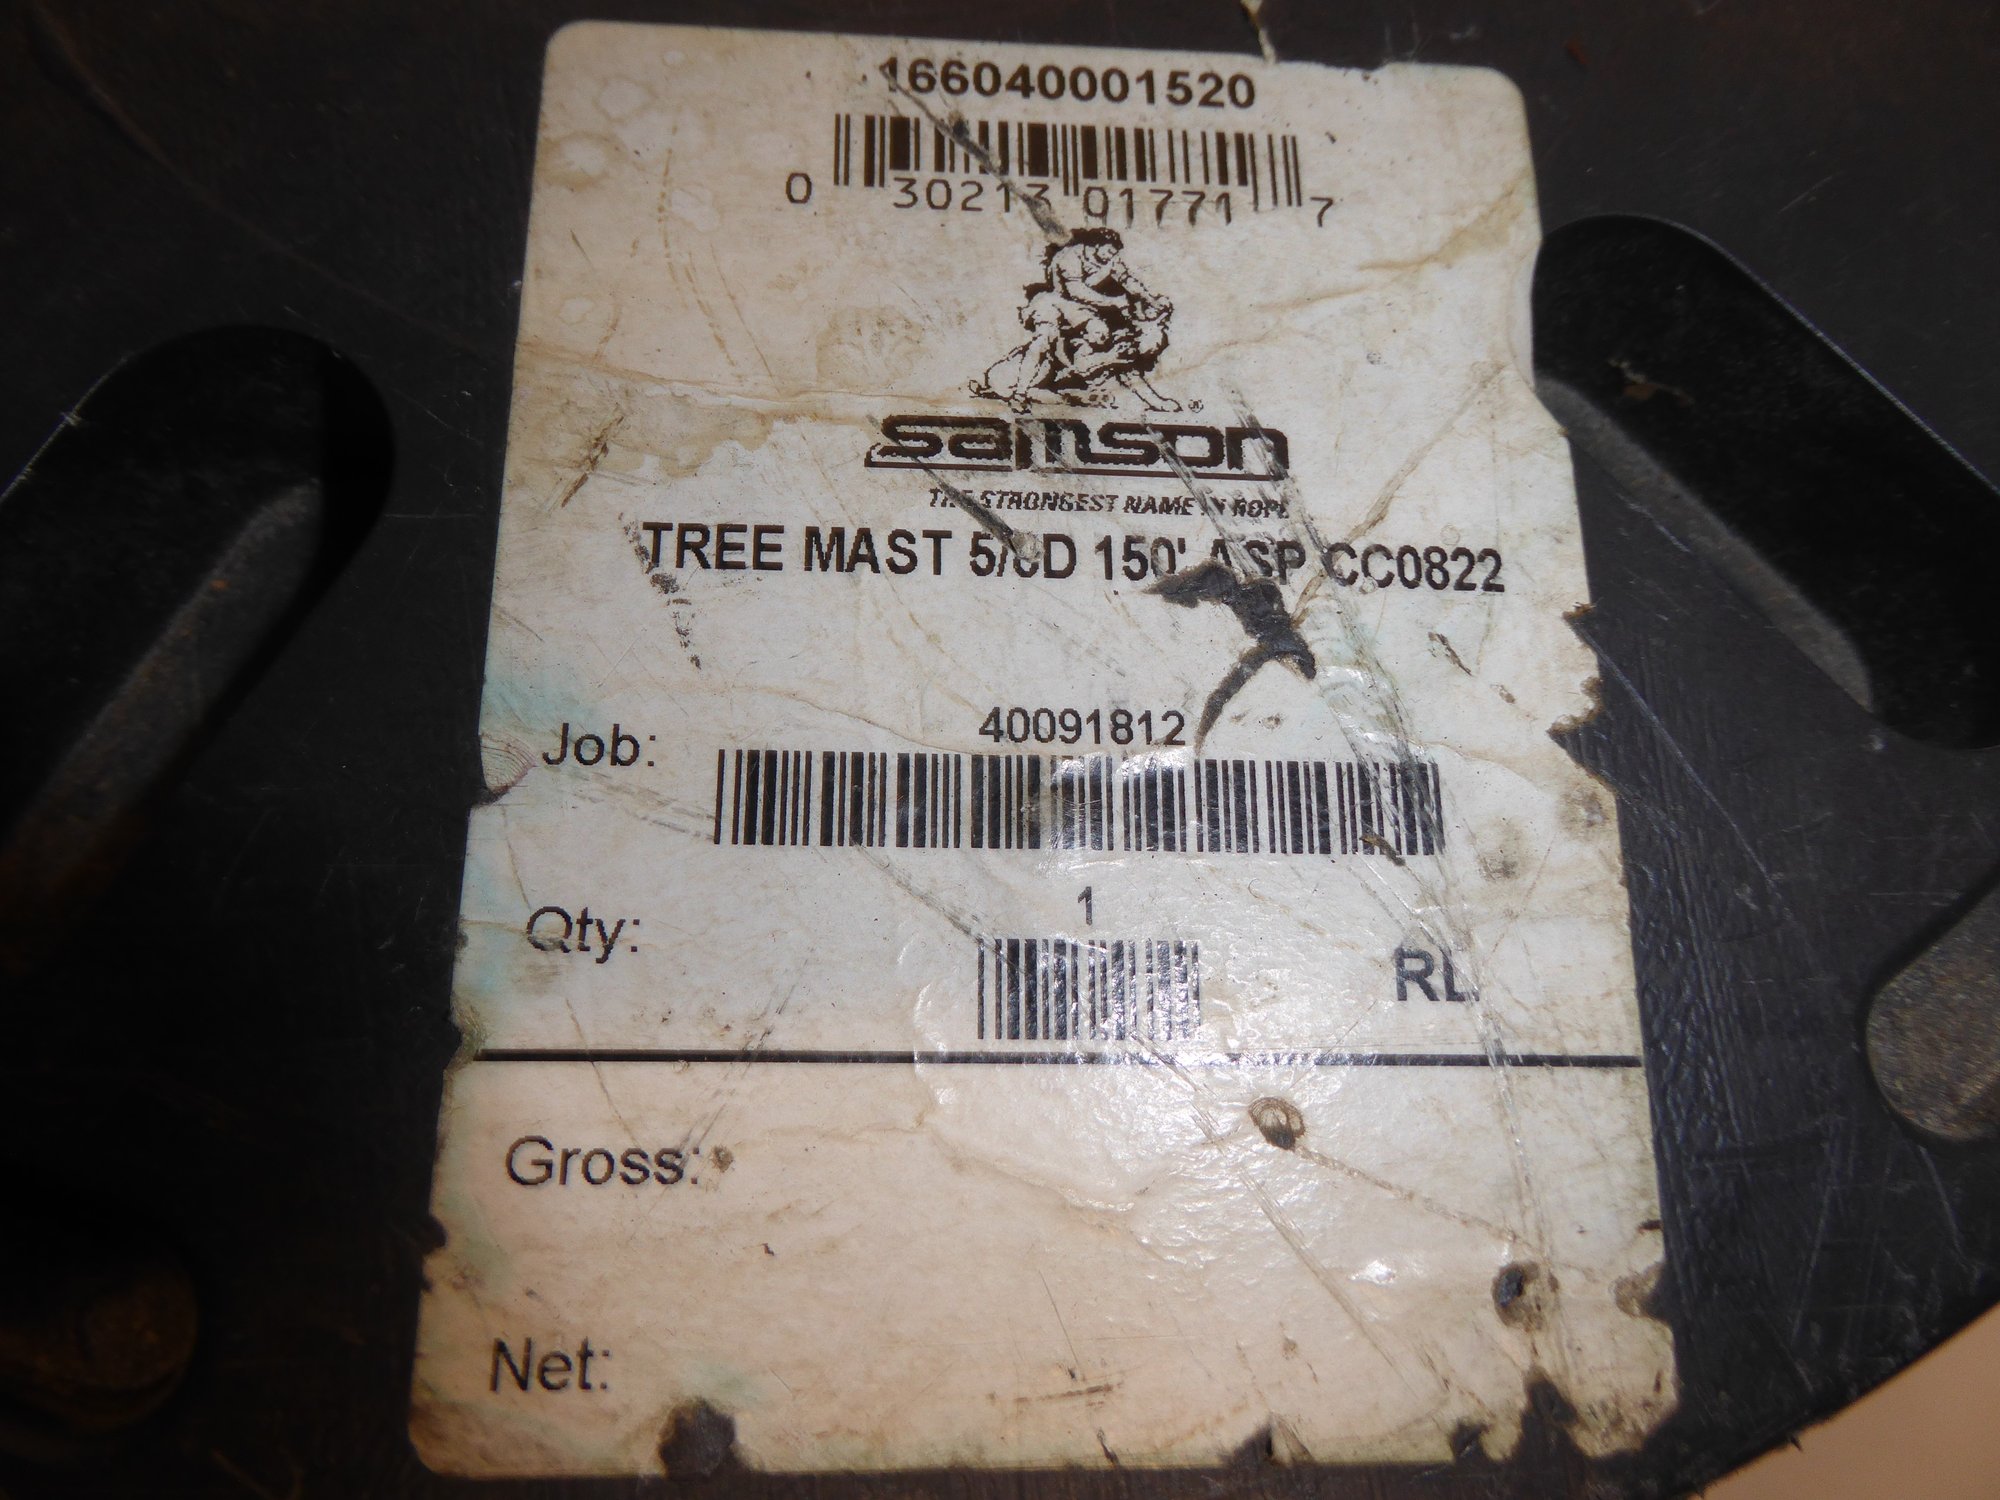 166040001520
0 30213 01771 7
samson
THE STRONGEST NAME IN ROPE
TREE MAST 5/8D 150' ASP CC0822
Job: 40091812
Qty: 1 RL
Gross:
Net: